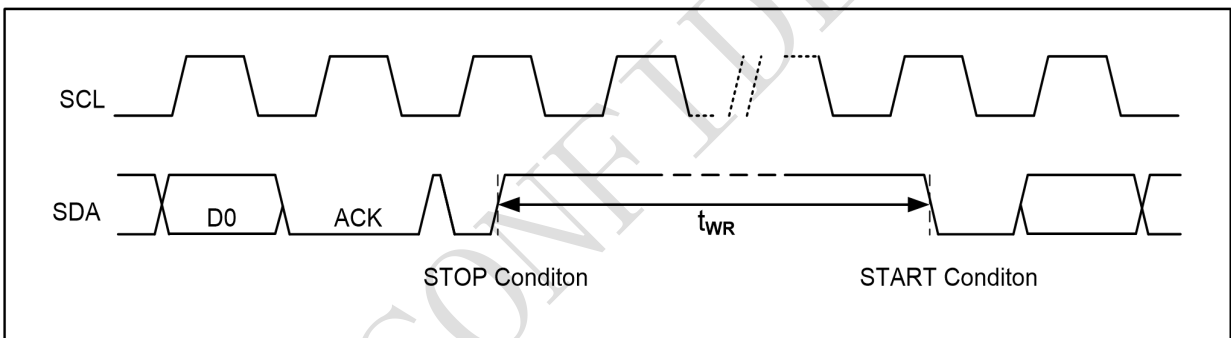 SCL
SDA
D0
ACK
tWR
STOP Conditon
START Conditon